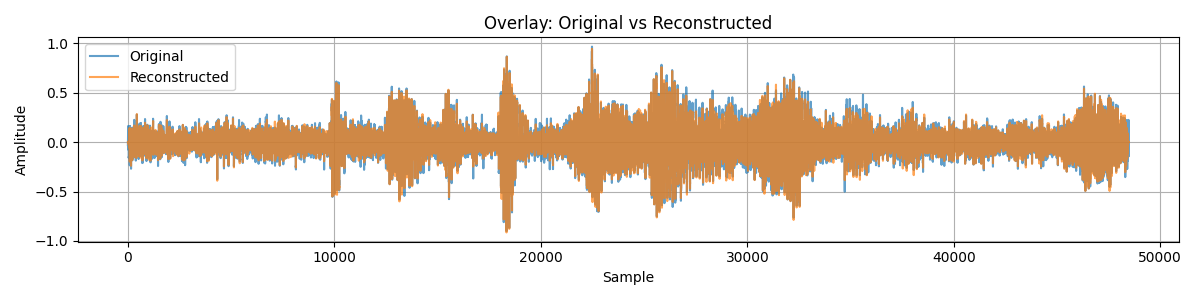 Overlay: Original vs Reconstructed
Original
Reconstructed
Amplitude
1.0
0.5
0.0
−0.5
−1.0
0 10000 20000 30000 40000 50000
Sample